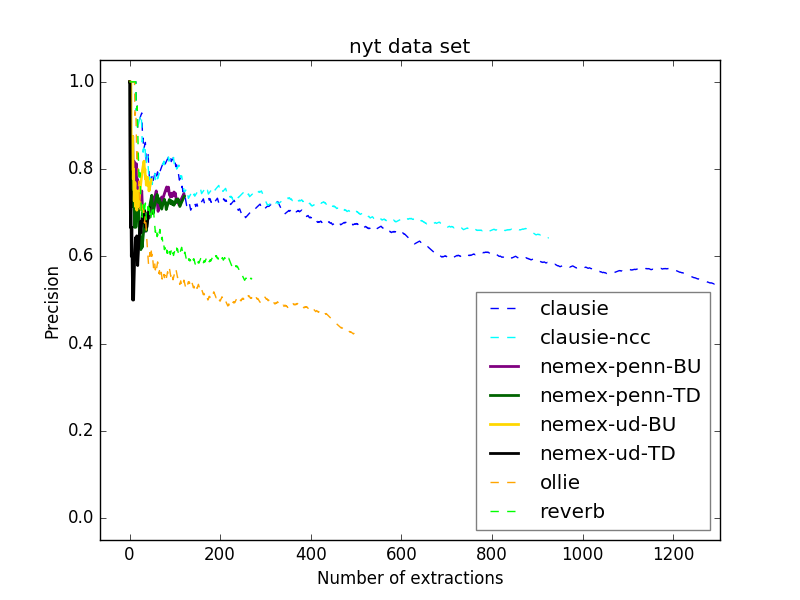 nyt data set
Precision
1.0
0.8
0.6
0.4
0.2
0.0
0 200 400 600 800 1000 1200
Number of extractions
clausie
clausie-ncc
nemex-penn-BU
nemex-penn-TD
nemex-ud-BU
nemex-ud-TD
ollie
reverb